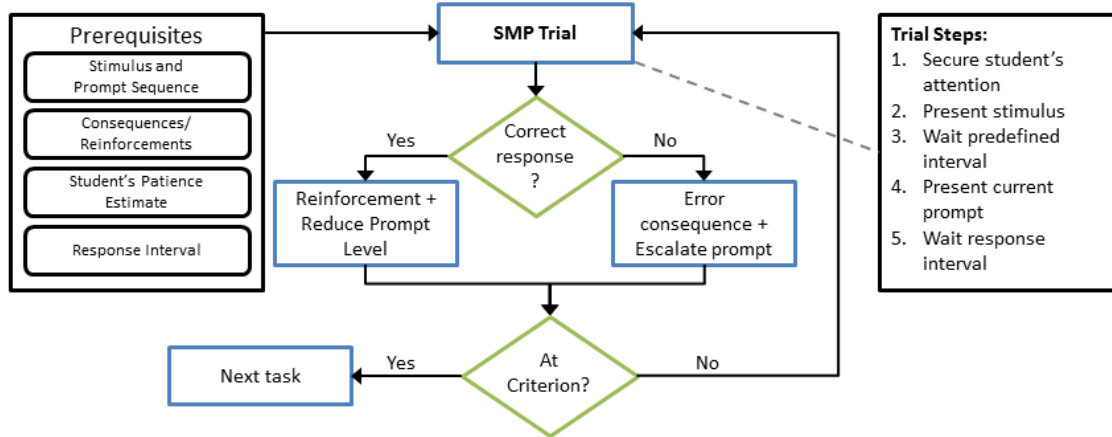 Prerequisites
Stimulus and
Prompt Sequence
Consequences/
Reinforcements
Student's Patience
Estimate
Response Interval
SMP Trial
Correct
response
?
Yes
No
Reinforcement +
Reduce Prompt
Level
Error
consequence +
Escalate prompt
At
Criterion?
Yes
No
Next task
Trial Steps:
1. Secure student's
attention
2. Present stimulus
3. Wait predefined
interval
4. Present current
prompt
5. Wait response
interval